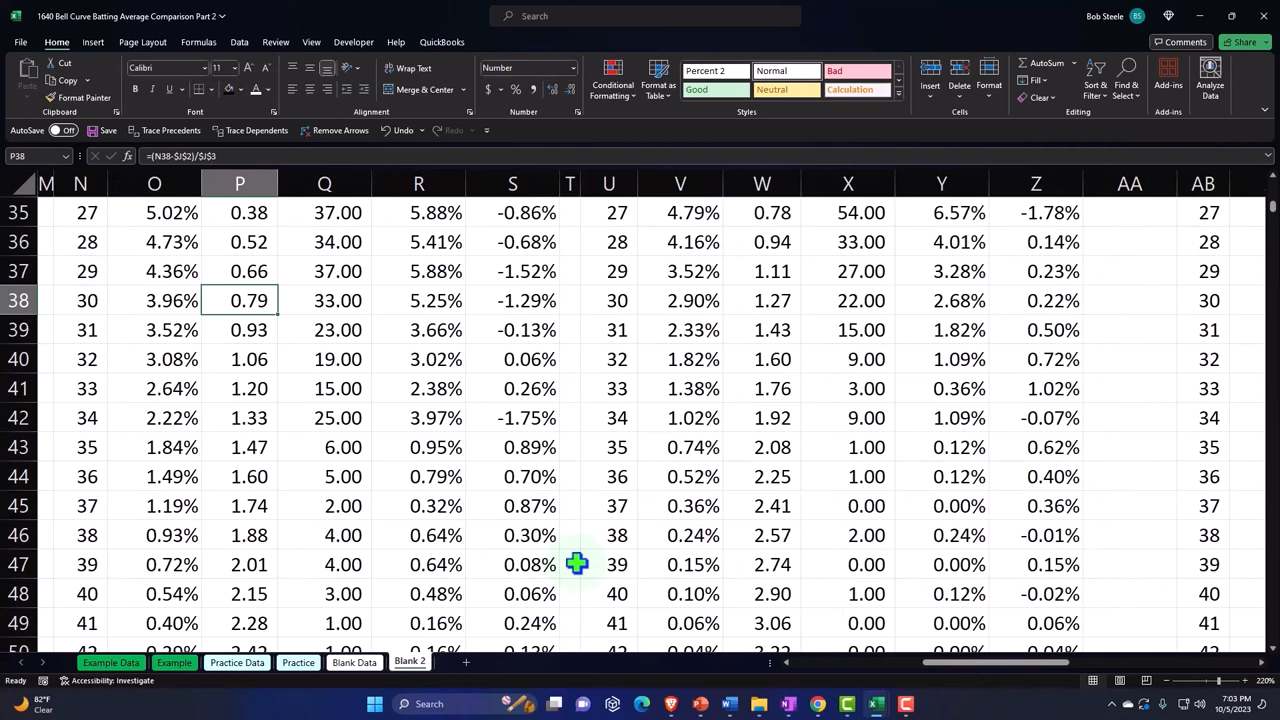 1640 Bell Curve Batting Average Comparison Part 2
Search
Bob Steele BS
File Home Insert Page Layout Formulas Data Review View Developer Automate Help QuickBooks
Comments Share
Cut
Copy
Format Painter
Paste
Clipboard
Calibri 11
Font
Wrap Text
Merge & Center
Alignment
Number
Number
Conditional Formatting
Format as Table
Percent 2 Normal Bad
Good Neutral Calculation
Styles
Insert Delete Format
Cells
AutoSum
Fill
Clear
Sort & Filter
Find & Select
Editing
Add-ins
Add-ins
Analyze Data
AutoSave Off Save Trace Precedents Trace Dependents Remove Arrows Undo Redo
P38 =(N38-$J$2)/$J$3
M N O P Q R S T U V W X Y Z AA AB
35 27 5.02% 0.38 37.00 5.88% -0.86% 27 4.79% 0.78 54.00 6.57% -1.78% 27
36 28 4.73% 0.52 34.00 5.41% -0.68% 28 4.16% 0.94 33.00 4.01% 0.14% 28
37 29 4.36% 0.66 37.00 5.88% -1.52% 29 3.52% 1.11 27.00 3.28% 0.23% 29
38 30 3.96% 0.79 33.00 5.25% -1.29% 30 2.90% 1.27 22.00 2.68% 0.22% 30
39 31 3.52% 0.93 23.00 3.66% -0.13% 31 2.33% 1.43 15.00 1.82% 0.50% 31
40 32 3.08% 1.06 19.00 3.02% 0.06% 32 1.82% 1.60 9.00 1.09% 0.72% 32
41 33 2.64% 1.20 15.00 2.38% 0.26% 33 1.38% 1.76 3.00 0.36% 1.02% 33
42 34 2.22% 1.33 25.00 3.97% -1.75% 34 1.02% 1.92 9.00 1.09% -0.07% 34
43 35 1.84% 1.47 6.00 0.95% 0.89% 35 0.74% 2.08 1.00 0.12% 0.62% 35
44 36 1.49% 1.60 5.00 0.79% 0.70% 36 0.52% 2.25 1.00 0.12% 0.40% 36
45 37 1.19% 1.74 2.00 0.32% 0.87% 37 0.36% 2.41 0.00 0.00% 0.36% 37
46 38 0.93% 1.88 4.00 0.64% 0.30% 38 0.24% 2.57 2.00 0.24% -0.01% 38
47 39 0.72% 2.01 4.00 0.64% 0.08% 39 0.15% 2.74 0.00 0.00% 0.15% 39
48 40 0.54% 2.15 3.00 0.48% 0.06% 40 0.10% 2.90 1.00 0.12% -0.02% 40
49 41 0.40% 2.28 1.00 0.16% 0.24% 41 0.06% 3.06 0.00 0.00% 0.06% 41
Example Data Example Practice Data Practice Blank Data Blank 2
Ready Accessibility: Investigate 220%
82°F
Clear
Search
7:03 PM
10/5/2023